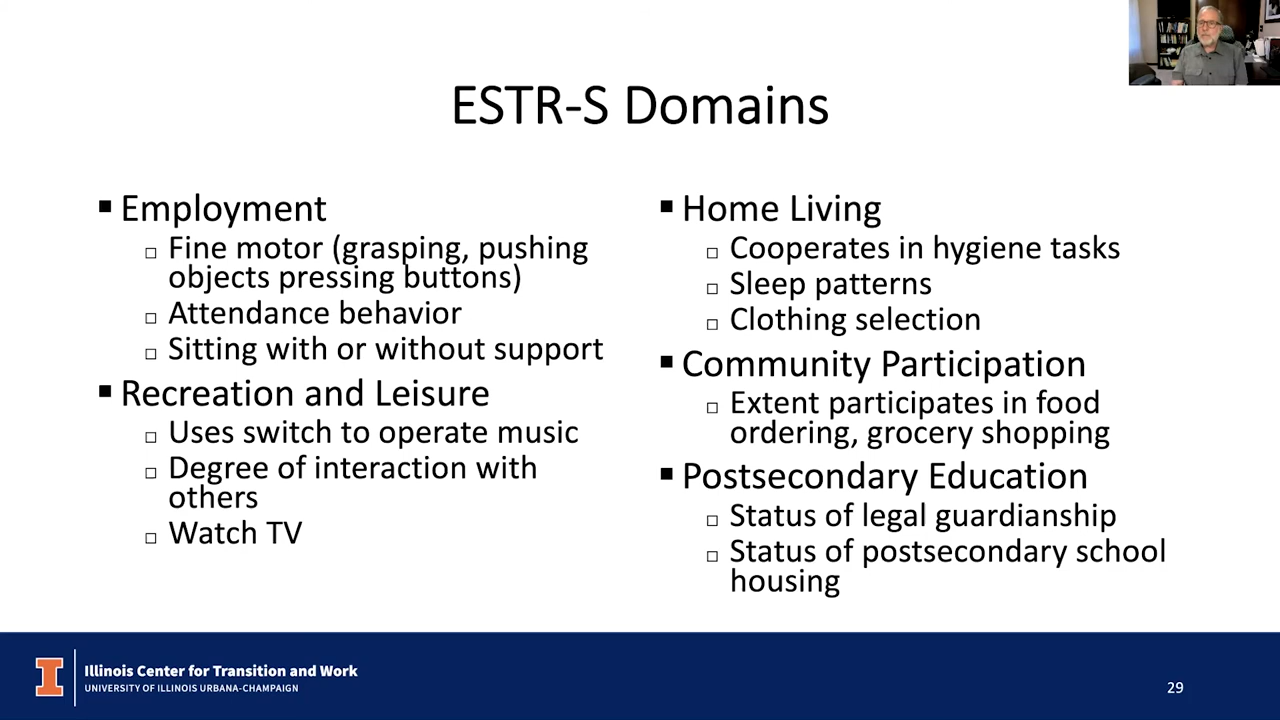 ESTR-S Domains
Employment
Fine motor (grasping, pushing
objects pressing buttons)
Attendance behavior
Sitting with or without support
Recreation and Leisure
Uses switch to operate music
Degree of interaction with
others
Watch TV
Home Living
Cooperates in hygiene tasks
Sleep patterns
Clothing selection
Community Participation
Extent participates in food
ordering, grocery shopping
Postsecondary Education
Status of legal guardianship
Status of postsecondary school
housing
I
Illinois Center for Transition and Work
UNIVERSITY OF ILLINOIS URBANA-CHAMPAIGN
29